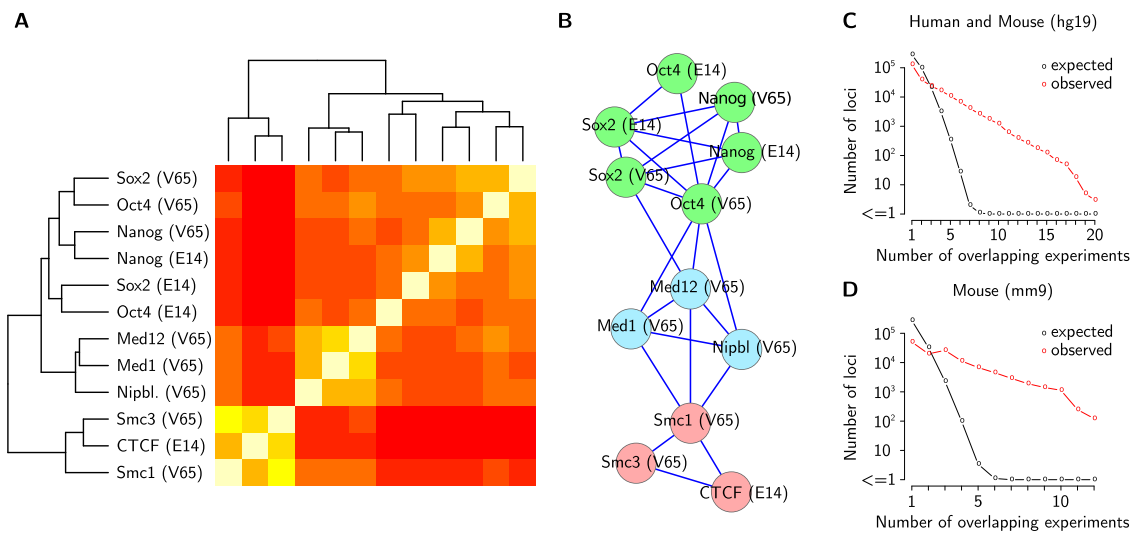 A
Sox2 (V65)
Oct4 (V65)
Nanog (V65)
Nanog (E14)
Sox2 (E14)
Oct4 (E14)
Med12 (V65)
Med1 (V65)
Nipbl. (V65)
Smc3 (V65)
CTCF (E14)
Smc1 (V65)
B
Oct4 (E14)
Nanog (V65)
Sox2 (E14)
Nanog (E14)
Sox2 (V65)
Oct4 (V65)
Med12 (V65)
Med1 (V65)
Nipbl (V65)
Smc1 (V65)
Smc3 (V65)
CTCF (E14)
C
Human and Mouse (hg19)
Number of loci
10^5
10^4
10^3
10^2
10
<=1
expected
observed
1 5 10 15 20
Number of overlapping experiments
D
Mouse (mm9)
Number of loci
10^5
10^4
10^3
10^2
10
<=1
expected
observed
1 5 10
Number of overlapping experiments